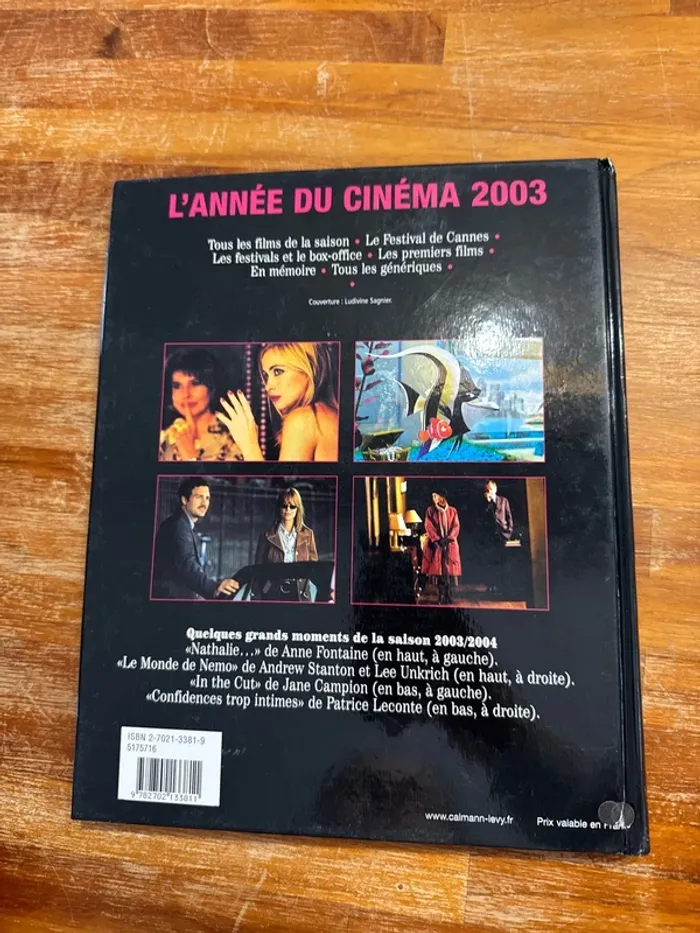 L'ANNÉE DU CINÉMA 2003
Tous les films de la saison • Le Festival de Cannes •
Les festivals et le box-office • Les premiers films •
En mémoire • Tous les génériques •
•
Couverture : Ludivine Sagnier.
Quelques grands moments de la saison 2003/2004
«Nathalie...» de Anne Fontaine (en haut, à gauche).
«Le Monde de Nemo» de Andrew Stanton et Lee Unkrich (en haut, à droite).
«In the Cut» de Jane Campion (en bas, à gauche).
«Confidences trop intimes» de Patrice Leconte (en bas, à droite).
ISBN 2-7021-3381-9
5175716
9 782702 133811
www.calmann-levy.fr
Prix valable en